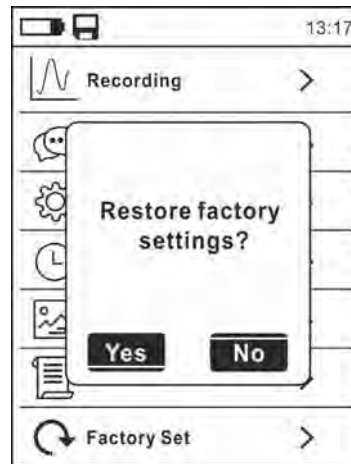 13:17
Recording
Restore factory
settings?
Yes No
Factory Set